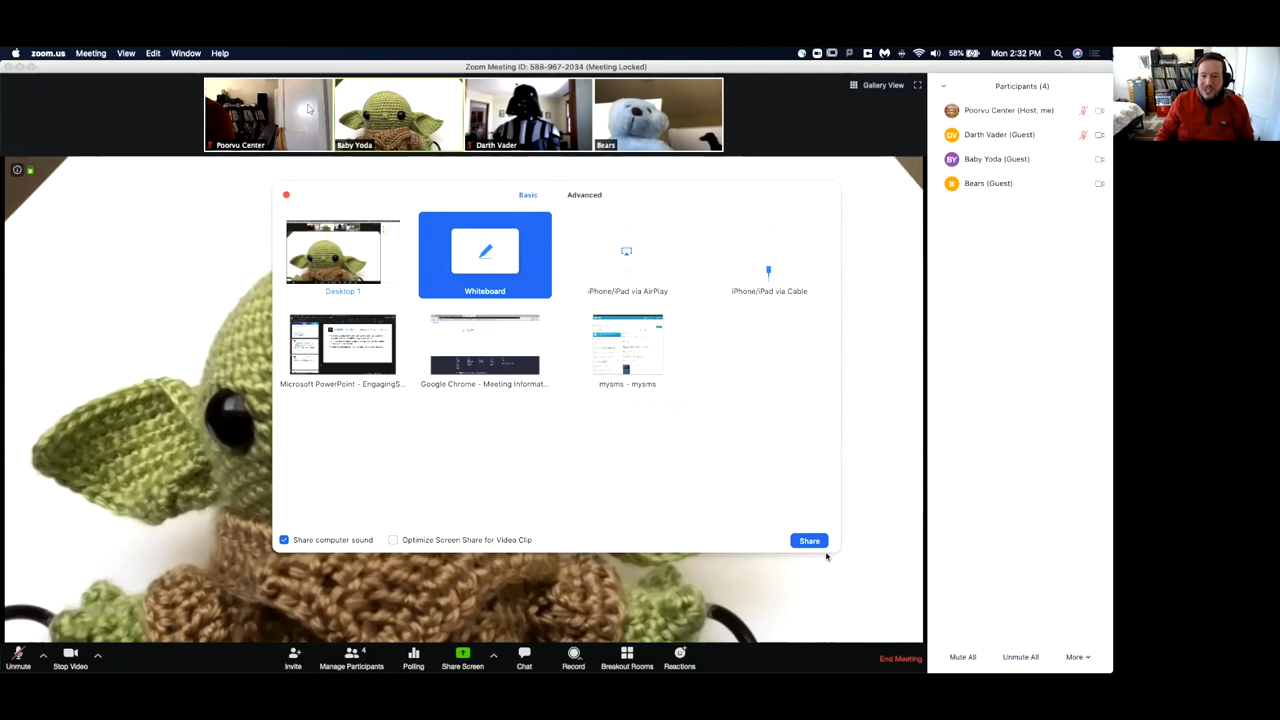 zoom.us Meeting View Edit Window Help 58% Mon 2:32 PM
Zoom Meeting ID: 588-967-2034 (Meeting Locked)
Gallery View
Poorvu Center
Baby Yoda
Darth Vader
Bears
Participants (4)
Poorvu Center (Host, me)
DV Darth Vader (Guest)
BY Baby Yoda (Guest)
B Bears (Guest)
Basic Advanced
Desktop 1 Whiteboard iPhone/iPad via AirPlay iPhone/iPad via Cable
Microsoft PowerPoint - EngagingS... Google Chrome - Meeting Informat... mysms - mysms
Share computer sound Optimize Screen Share for Video Clip Share
Unmute Stop Video Invite Manage Participants 4 Polling Share Screen Chat Record Breakout Rooms Reactions End Meeting
Mute All Unmute All More